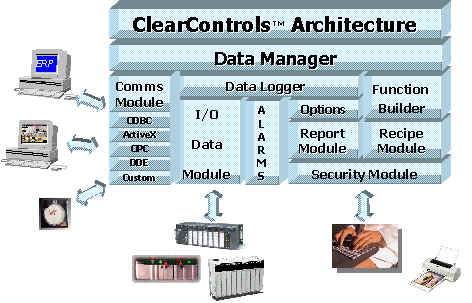 ClearControls™ Architecture
Data Manager
ERP
Comms
Module
ODBC
ActiveX
OPC
DDE
Custom
Data Logger
I/O
Data
Module
ALARMS
Options
Function
Builder
Report
Module
Recipe
Module
Security Module